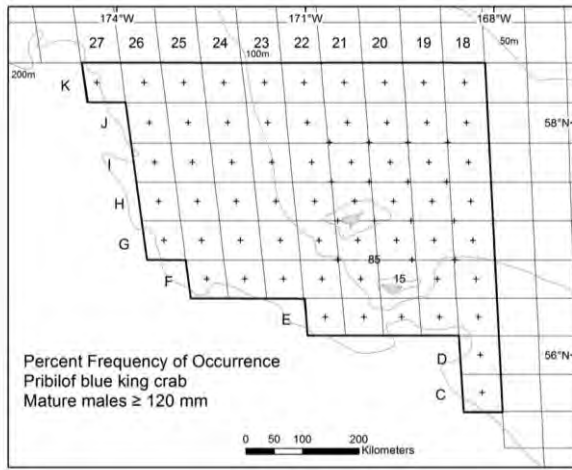 174°W 171°W 168°W
27 26 25 24 23 22 21 20 19 18
50m
100m
200m
K
J
58°N
I
H
G
85
F
15
E
Percent Frequency of Occurrence
56°N
D
Pribilof blue king crab
Mature males ≥ 120 mm
C
0 50 100 200
Kilometers